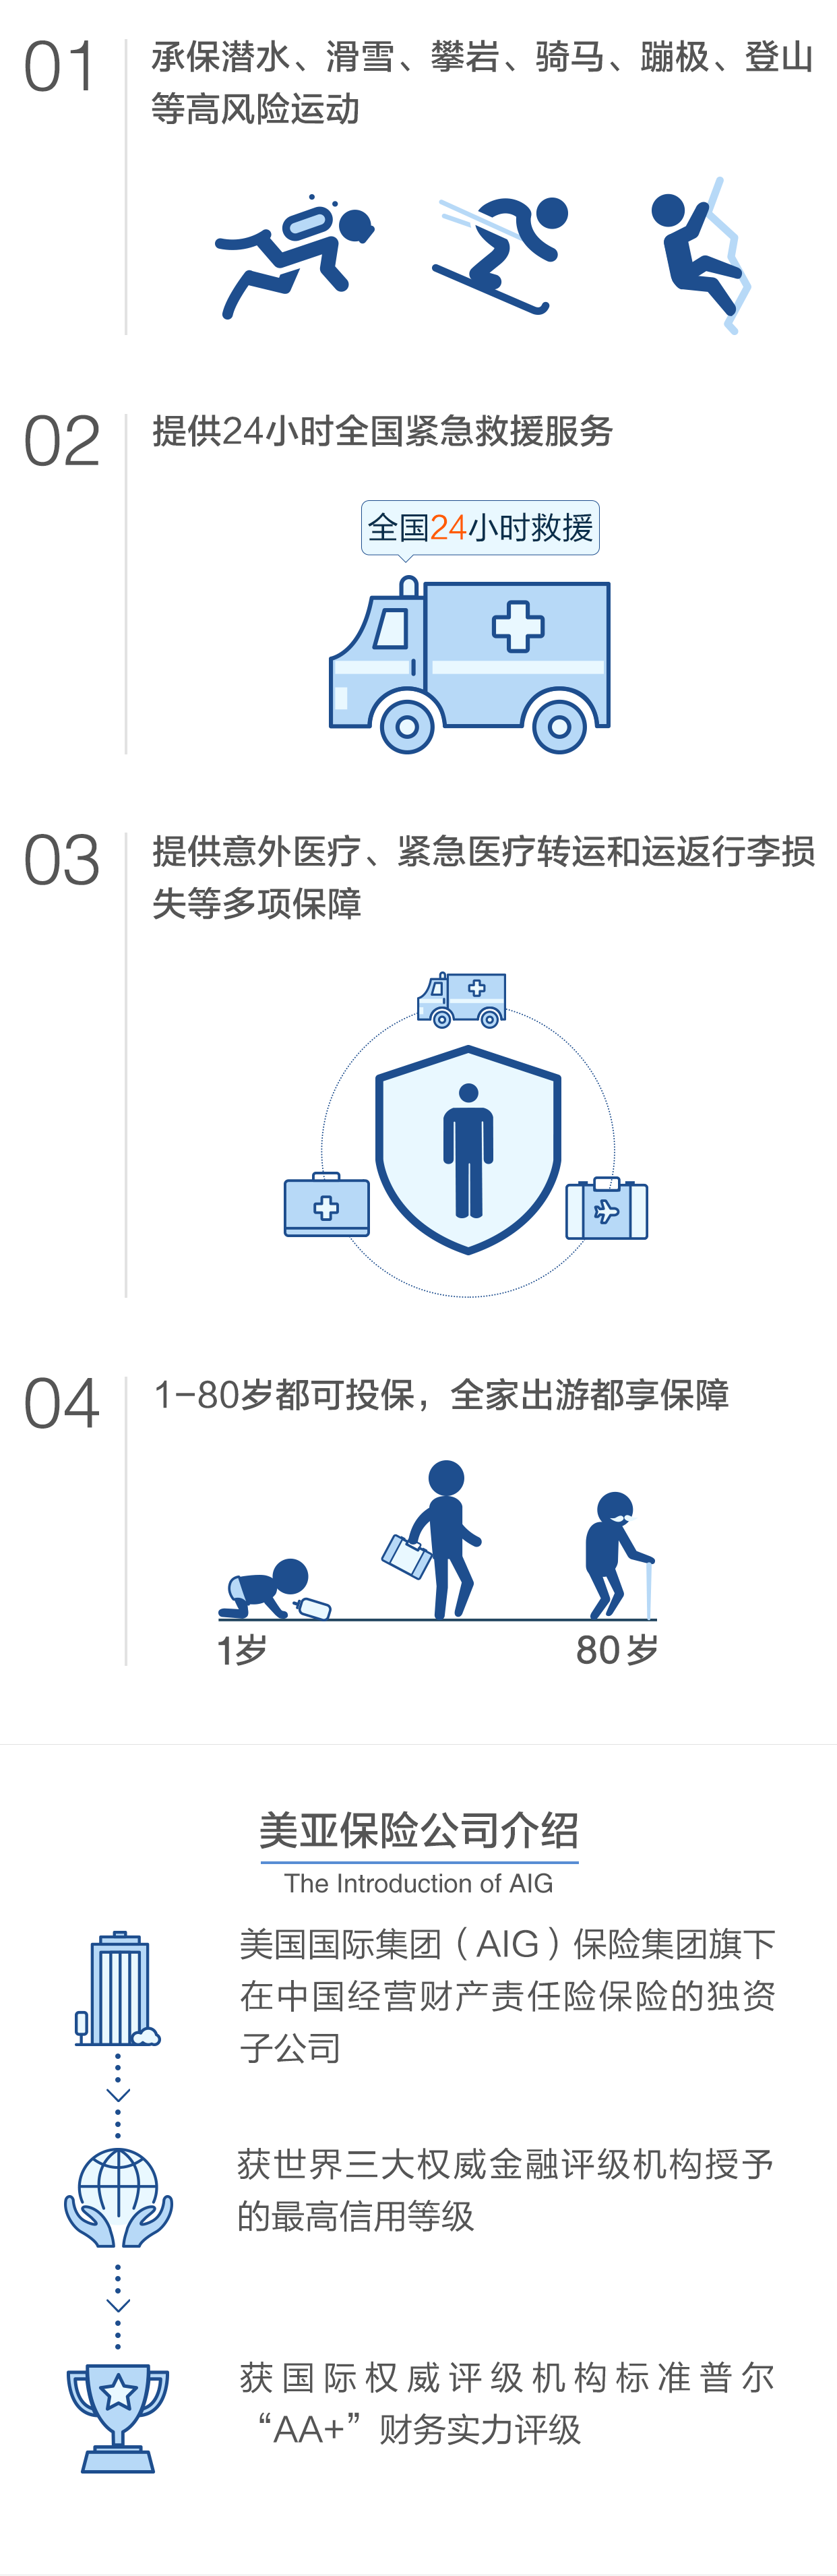 01
承保潜水、滑雪、攀岩、骑马、蹦极、登山
等高风险运动
02
提供24小时全国紧急救援服务
全国24小时救援
03
提供意外医疗、紧急医疗转运和运返行李损
失等多项保障
04
1-80岁都可投保，全家出游都享保障
1岁
80岁
美亚保险公司介绍
The Introduction of AIG
美国国际集团（AIG）保险集团旗下
在中国经营财产责任险保险的独资
子公司
获世界三大权威金融评级机构授予
的最高信用等级
获国际权威评级机构标准普尔
“AA+”财务实力评级